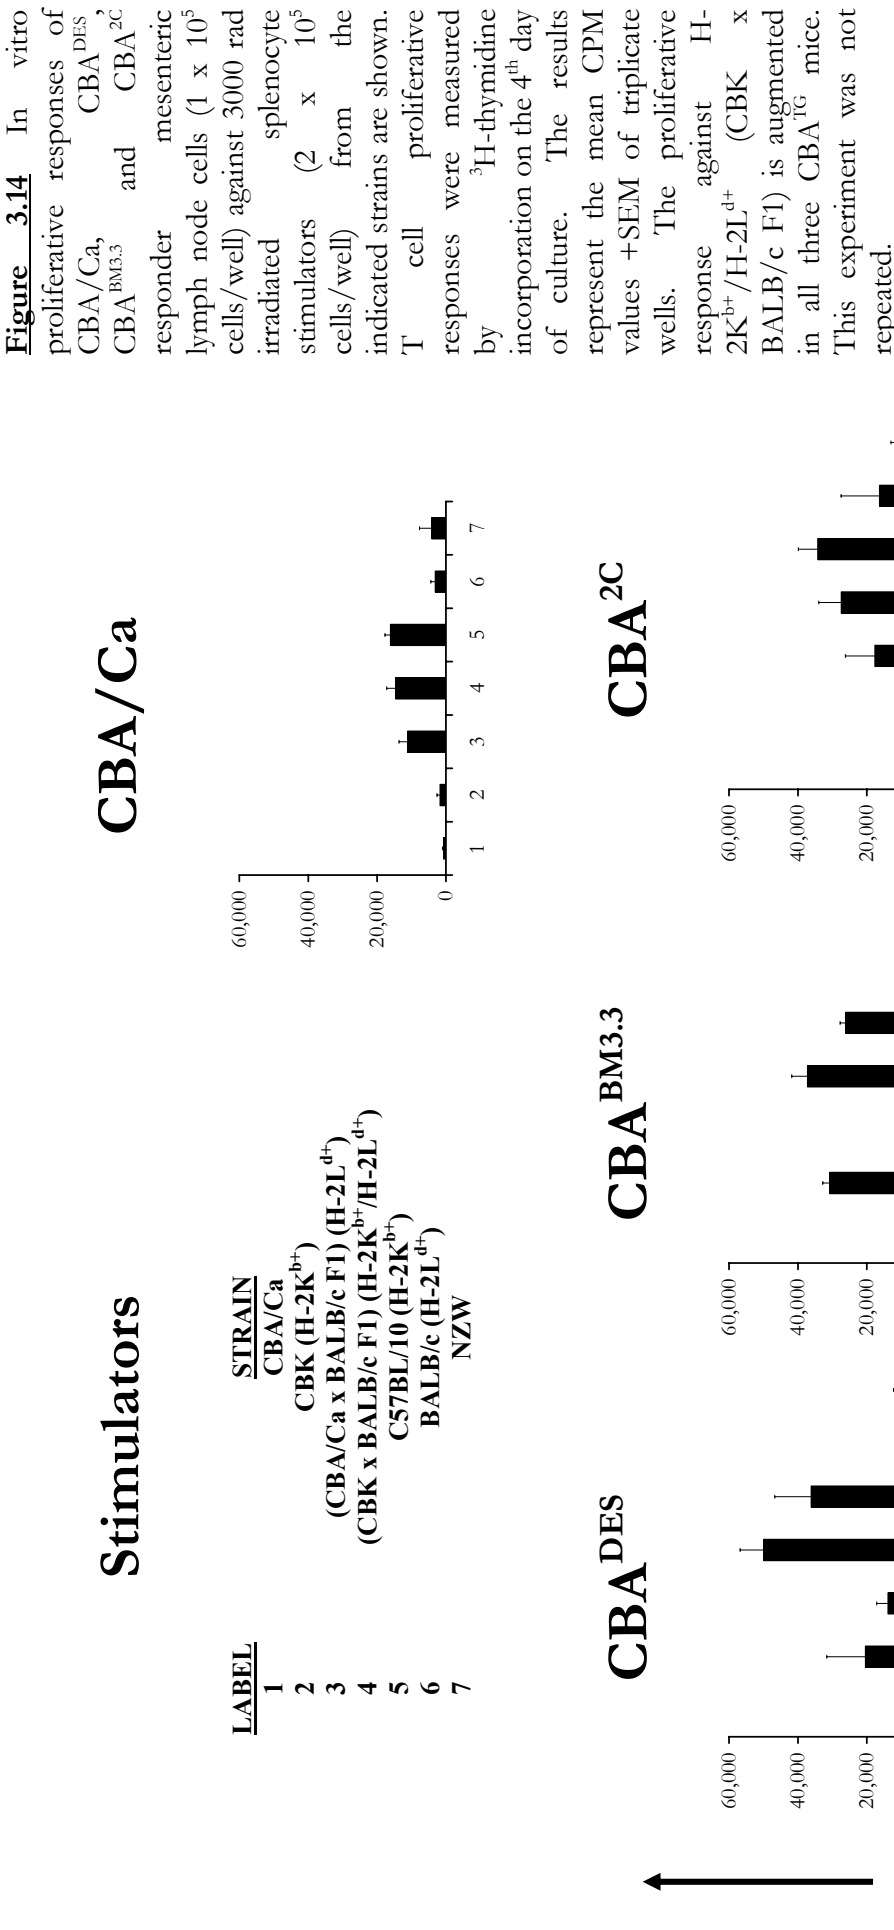 Stimulators
LABEL STRAIN
1 CBA/Ca
2 CBK (H-2K^b+)
3 (CBA/Ca x BALB/c F1) (H-2L^d+)
4 (CBK x BALB/c F1) (H-2K^b+/H-2L^d+)
5 C57BL/10 (H-2K^b+)
6 BALB/c (H-2L^d+)
7 NZW
CBA/Ca
60,000
40,000
20,000
0
1 2 3 4 5 6 7
CBA^DES
60,000
40,000
20,000
CBA^BM3.3
60,000
40,000
20,000
CBA^2C
60,000
40,000
20,000
Figure 3.14 In vitro
proliferative responses of
CBA/Ca, CBA^DES,
CBA^BM3.3 and CBA^2C
responder mesenteric
lymph node cells (1 x 10^5
cells/well) against 3000 rad
irradiated splenocyte
stimulators (2 x 10^5
cells/well) from the
indicated strains are shown.
T cell proliferative
responses were measured
by ^3H-thymidine
incorporation on the 4^th day
of culture. The results
represent the mean CPM
values +SEM of triplicate
wells. The proliferative
response against H-
2K^b+/H-2L^d+ (CBK x
BALB/c F1) is augmented
in all three CBA^TG mice.
This experiment was not
repeated.